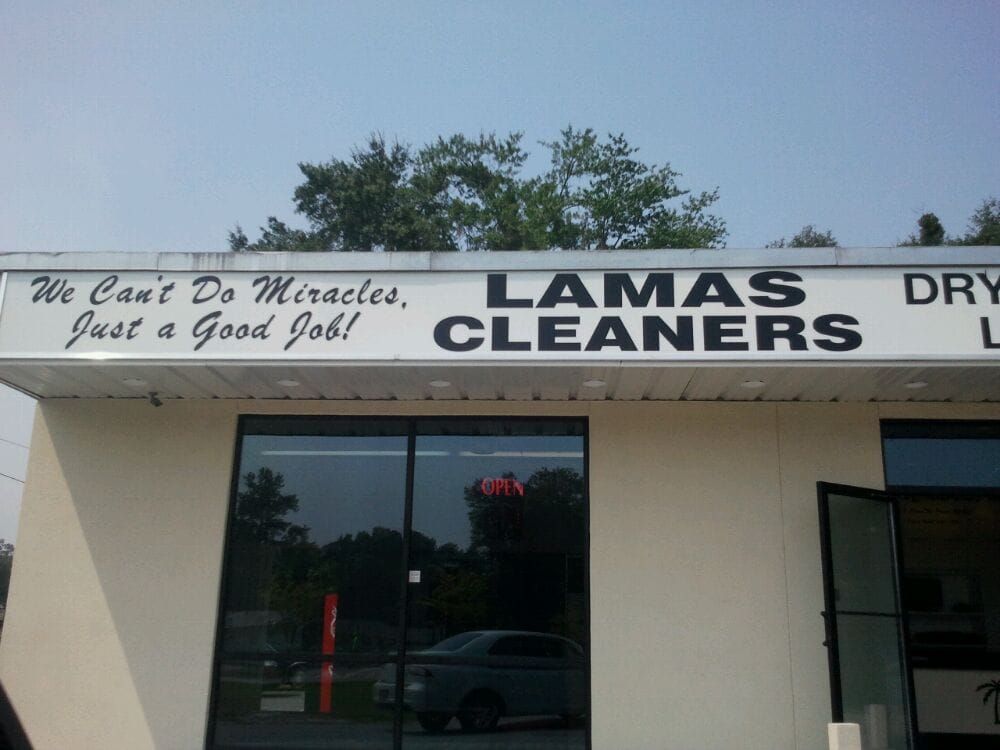 We Can't Do Miracles,
Just a Good Job!
LAMAS
CLEANERS
DRY
L
OPEN